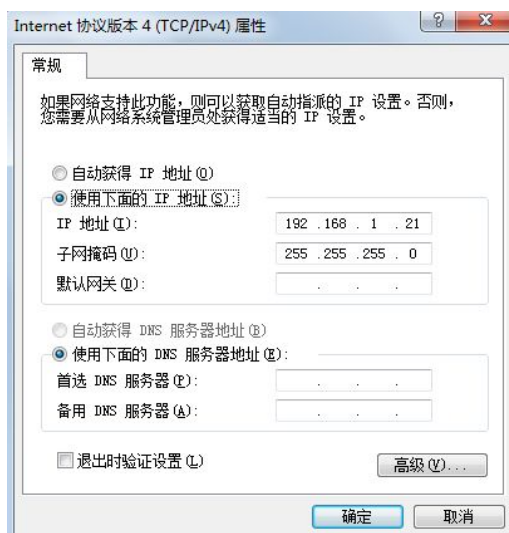 Internet 协议版本 4 (TCP/IPv4) 属性
常规
如果网络支持此功能，则可以获取自动指派的 IP 设置。否则，
您需要从网络系统管理员处获得适当的 IP 设置。
自动获得 IP 地址(O)
使用下面的 IP 地址(S):
IP 地址(I): 192 .168 . 1 . 21
子网掩码(U): 255 .255 .255 . 0
默认网关(D): . . .
自动获得 DNS 服务器地址(B)
使用下面的 DNS 服务器地址(E):
首选 DNS 服务器(P): . . .
备用 DNS 服务器(A): . . .
退出时验证设置(L)
高级(V)...
确定 取消